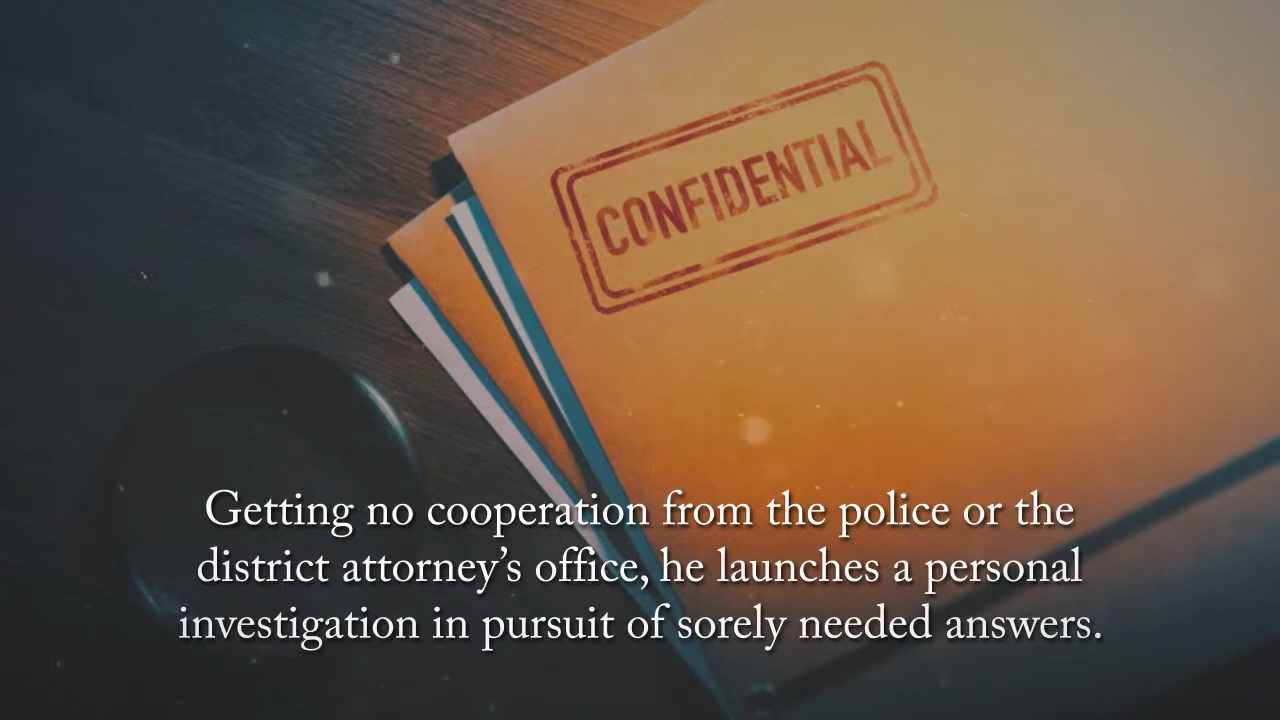 CONFIDENTIAL
Getting no cooperation from the police or the
district attorney’s office, he launches a personal
investigation in pursuit of sorely needed answers.